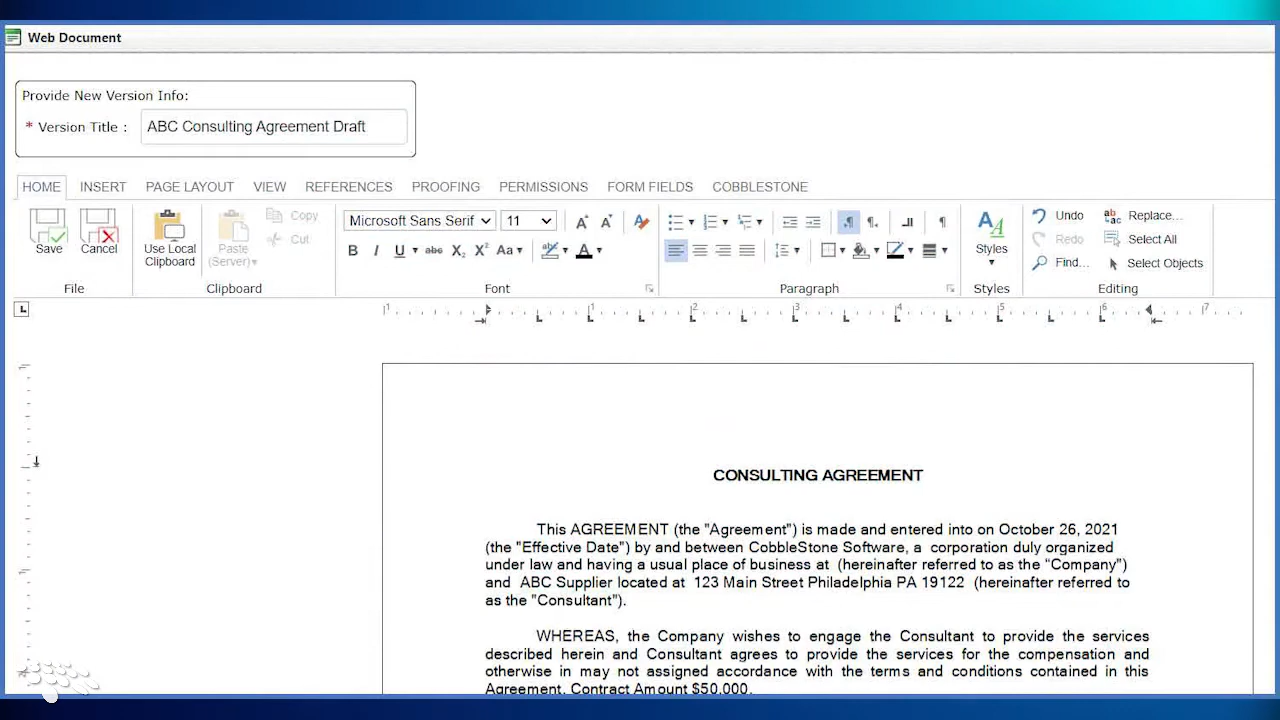 Web Document
Provide New Version Info:
* Version Title : ABC Consulting Agreement Draft
HOME INSERT PAGE LAYOUT VIEW REFERENCES PROOFING PERMISSIONS FORM FIELDS COBBLESTONE
Save Cancel Use Local Clipboard Paste (Server) Copy Cut
Microsoft Sans Serif 11
Styles
Undo Redo Find... Replace... Select All Select Objects
File Clipboard Font Paragraph Styles Editing
1 1 2 3 4 5 6 7
CONSULTING AGREEMENT
This AGREEMENT (the "Agreement") is made and entered into on October 26, 2021
(the "Effective Date") by and between CobbleStone Software, a corporation duly organized
under law and having a usual place of business at (hereinafter referred to as the "Company")
and ABC Supplier located at 123 Main Street Philadelphia PA 19122 (hereinafter referred to
as the "Consultant").
WHEREAS, the Company wishes to engage the Consultant to provide the services
described herein and Consultant agrees to provide the services for the compensation and
otherwise in may not assigned accordance with the terms and conditions contained in this
Agreement. Contract Amount $50,000.